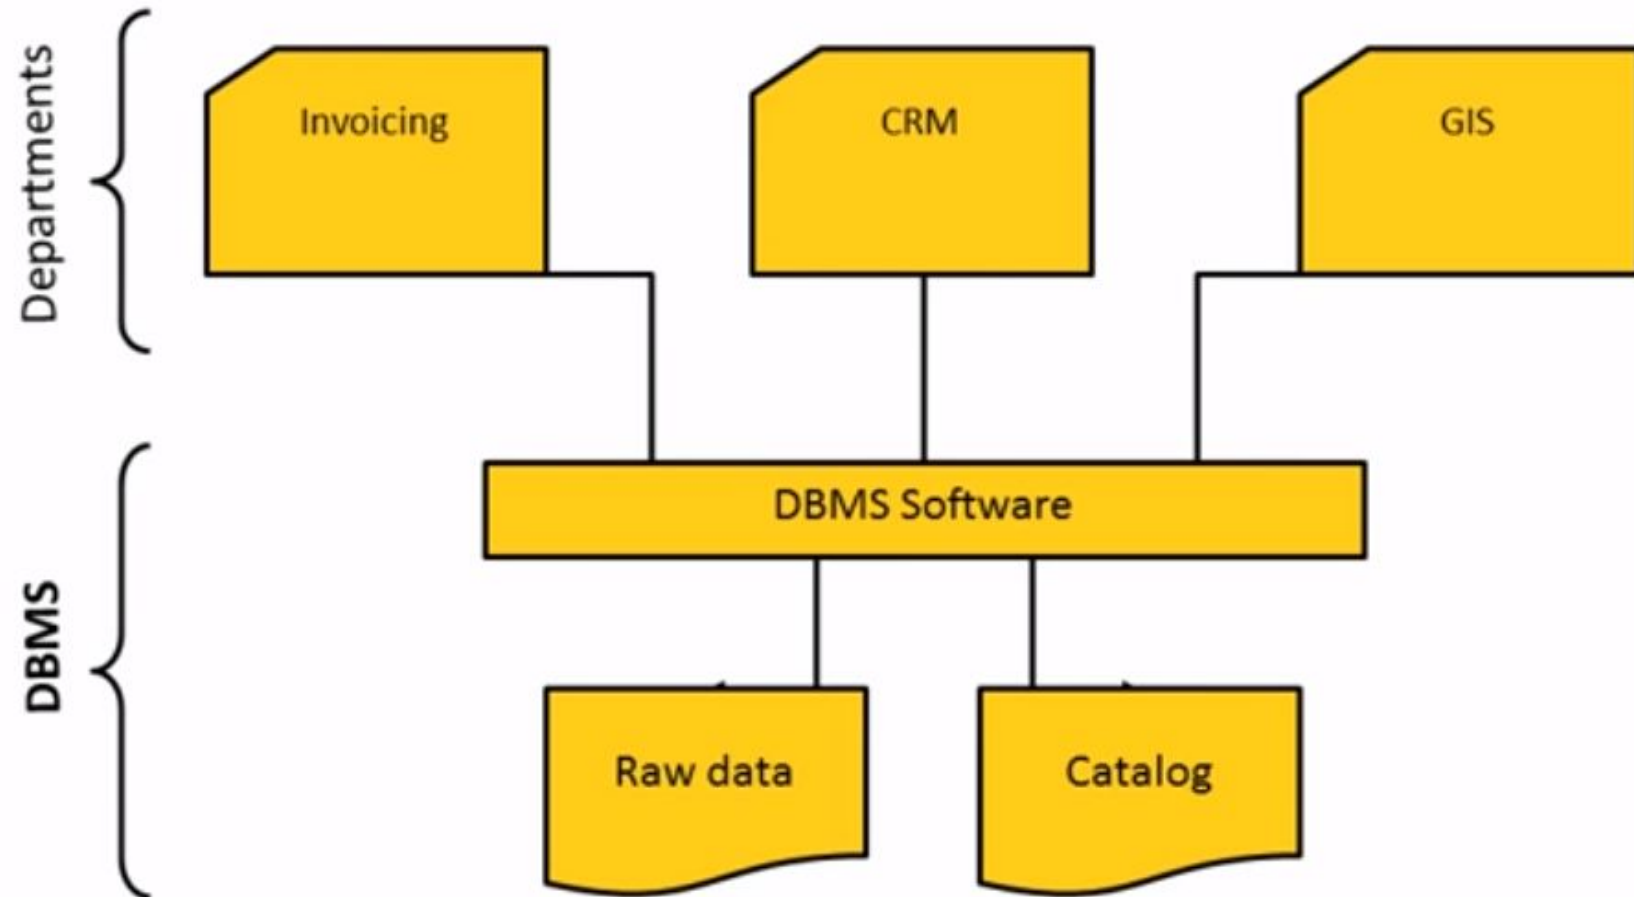 Departments
Invoicing
CRM
GIS
DBMS
DBMS Software
Raw data
Catalog